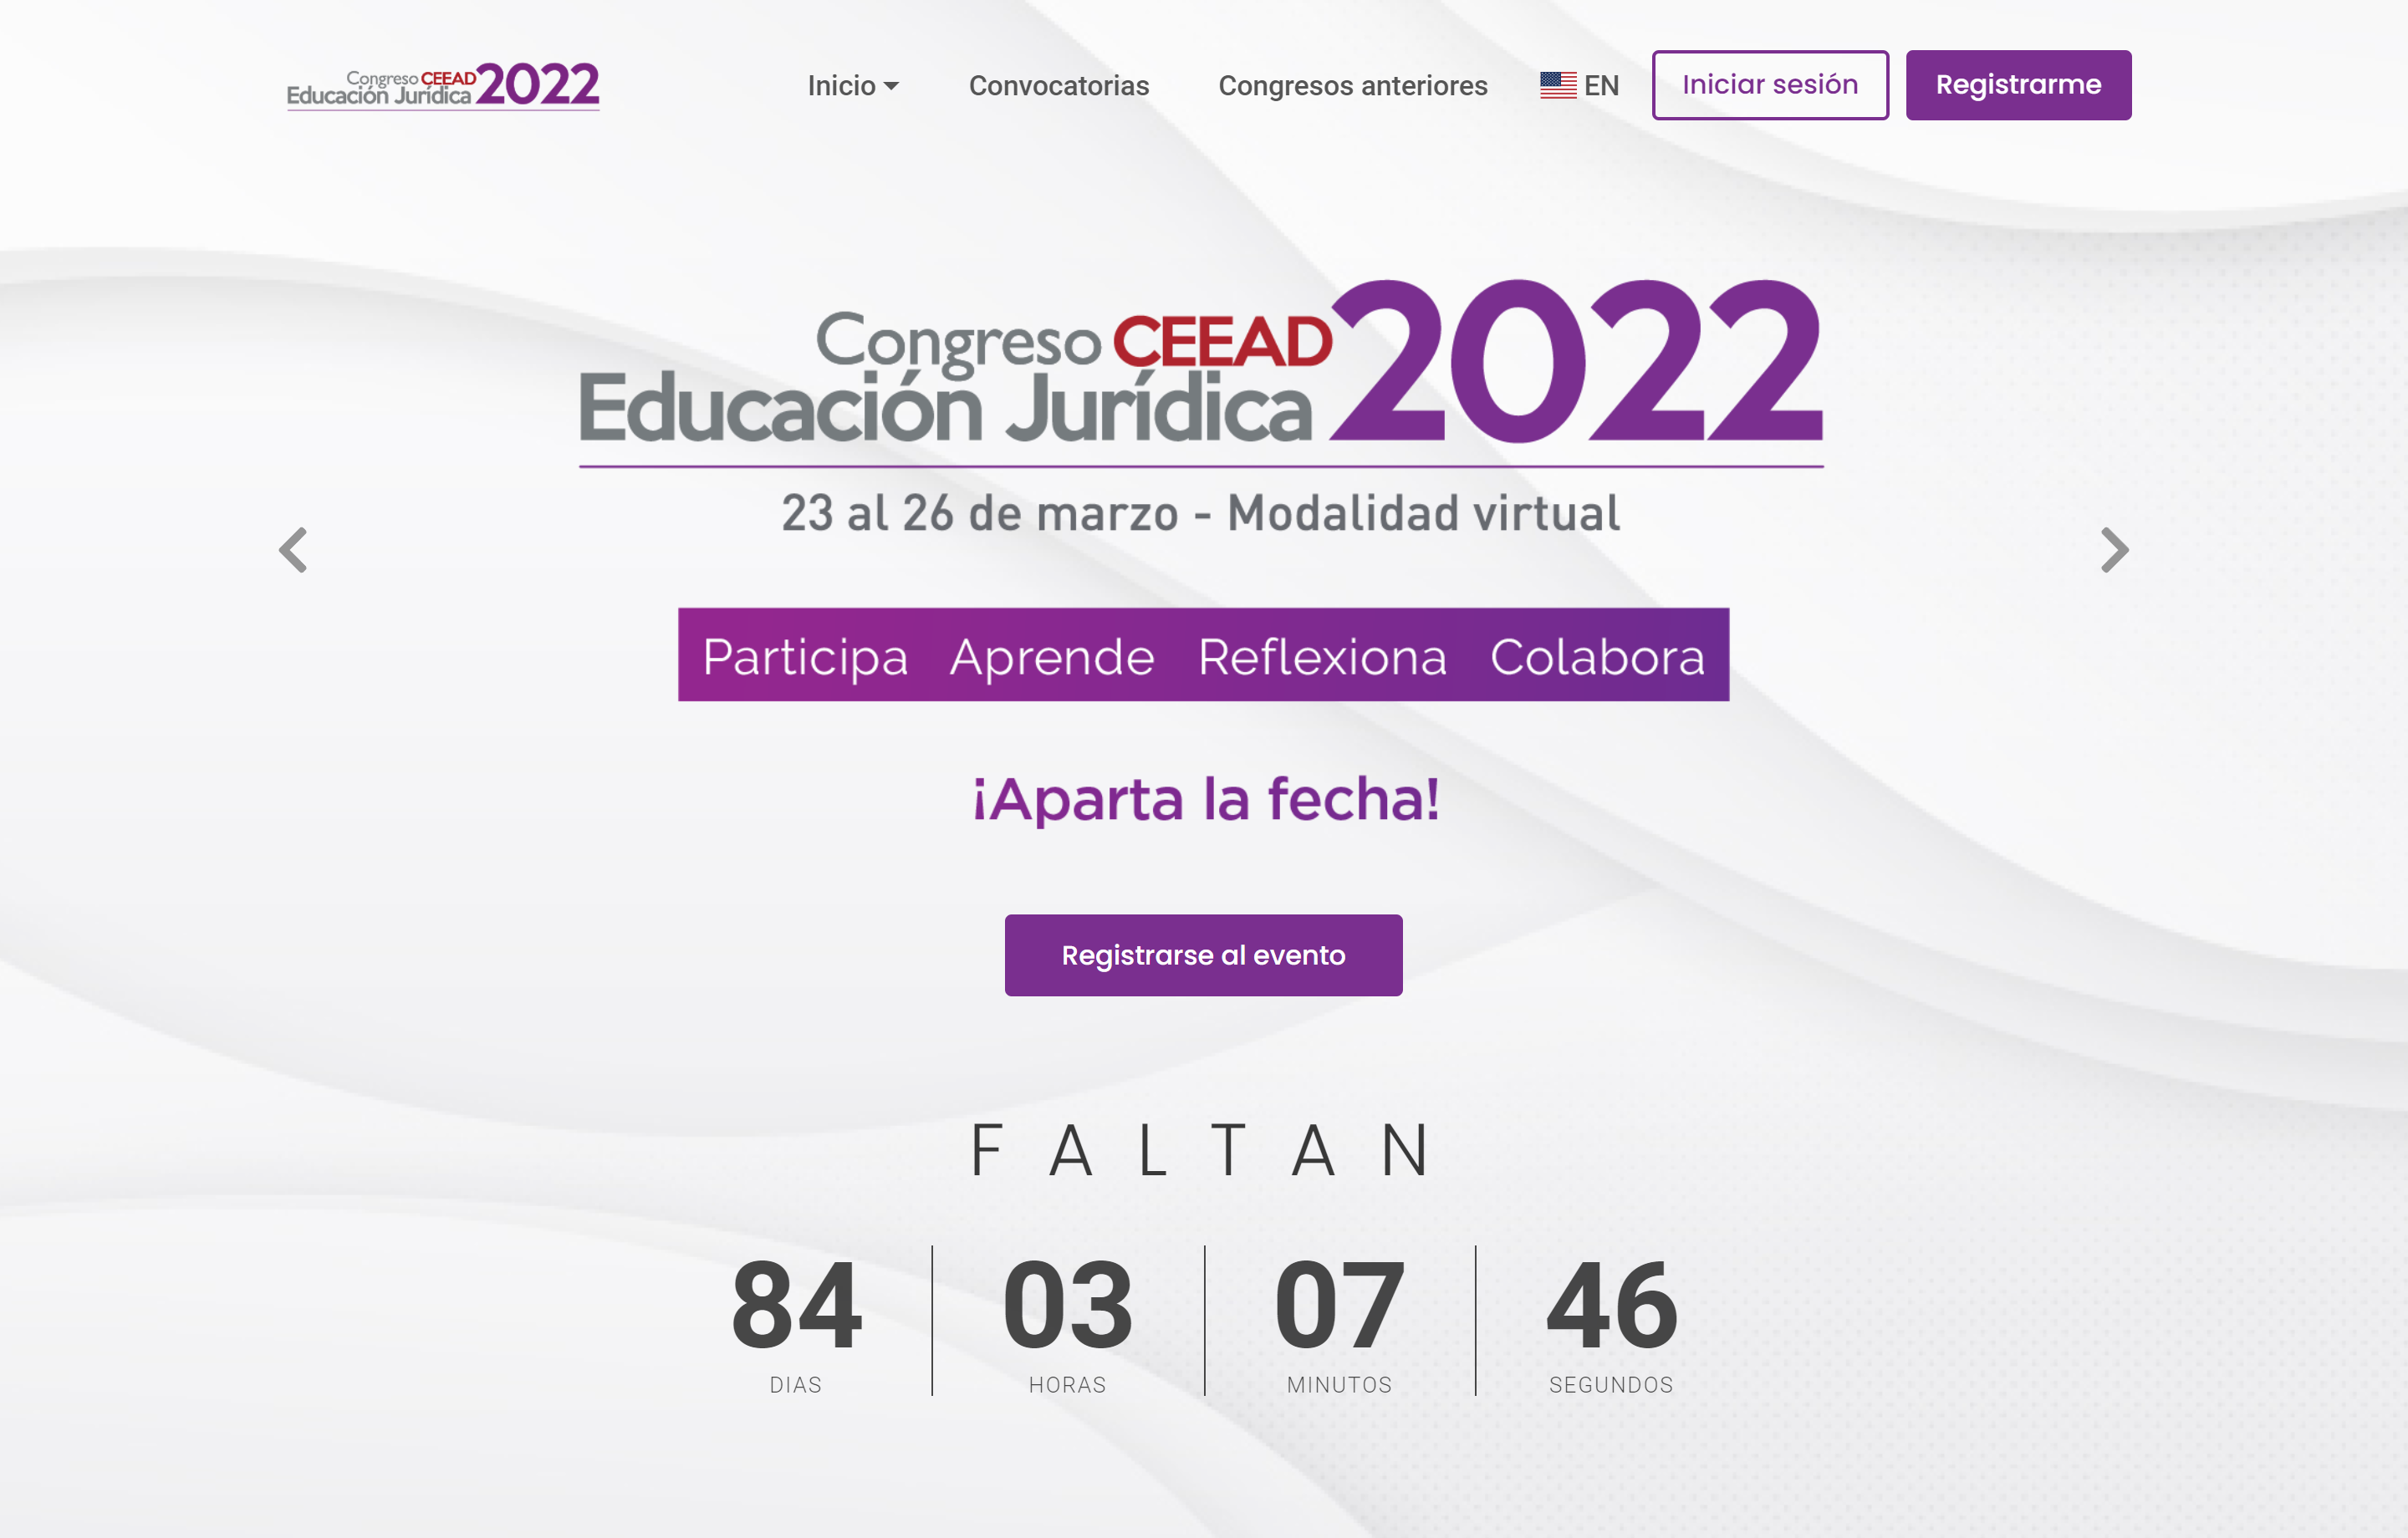 Congreso CEEAD 2022
Educación Jurídica
Inicio Convocatorias Congresos anteriores EN Iniciar sesión Registrarme
Congreso CEEAD 2022
Educación Jurídica
23 al 26 de marzo - Modalidad virtual
Participa Aprende Reflexiona Colabora
¡Aparta la fecha!
Registrarse al evento
FALTAN
84 03 07 46
DIAS HORAS MINUTOS SEGUNDOS